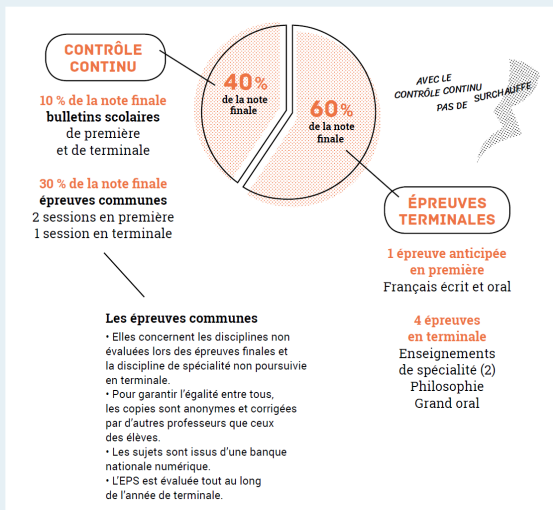 CONTRÔLE
CONTINU
10 % de la note finale
bulletins scolaires
de première
et de terminale
30 % de la note finale
épreuves communes
2 sessions en première
1 session en terminale
40%
de la note
finale
60%
de la note
finale
AVEC LE
CONTRÔLE CONTINU
PAS DE SURCHAUFFE
ÉPREUVES
TERMINALES
1 épreuve anticipée
en première
Français écrit et oral
4 épreuves
en terminale
Enseignements
de spécialité (2)
Philosophie
Grand oral
Les épreuves communes
• Elles concernent les disciplines non
évaluées lors des épreuves finales et
la discipline de spécialité non poursuivie
en terminale.
• Pour garantir l'égalité entre tous,
les copies sont anonymes et corrigées
par d'autres professeurs que ceux
des élèves.
• Les sujets sont issus d'une banque
nationale numérique.
• L'EPS est évaluée tout au long
de l'année de terminale.